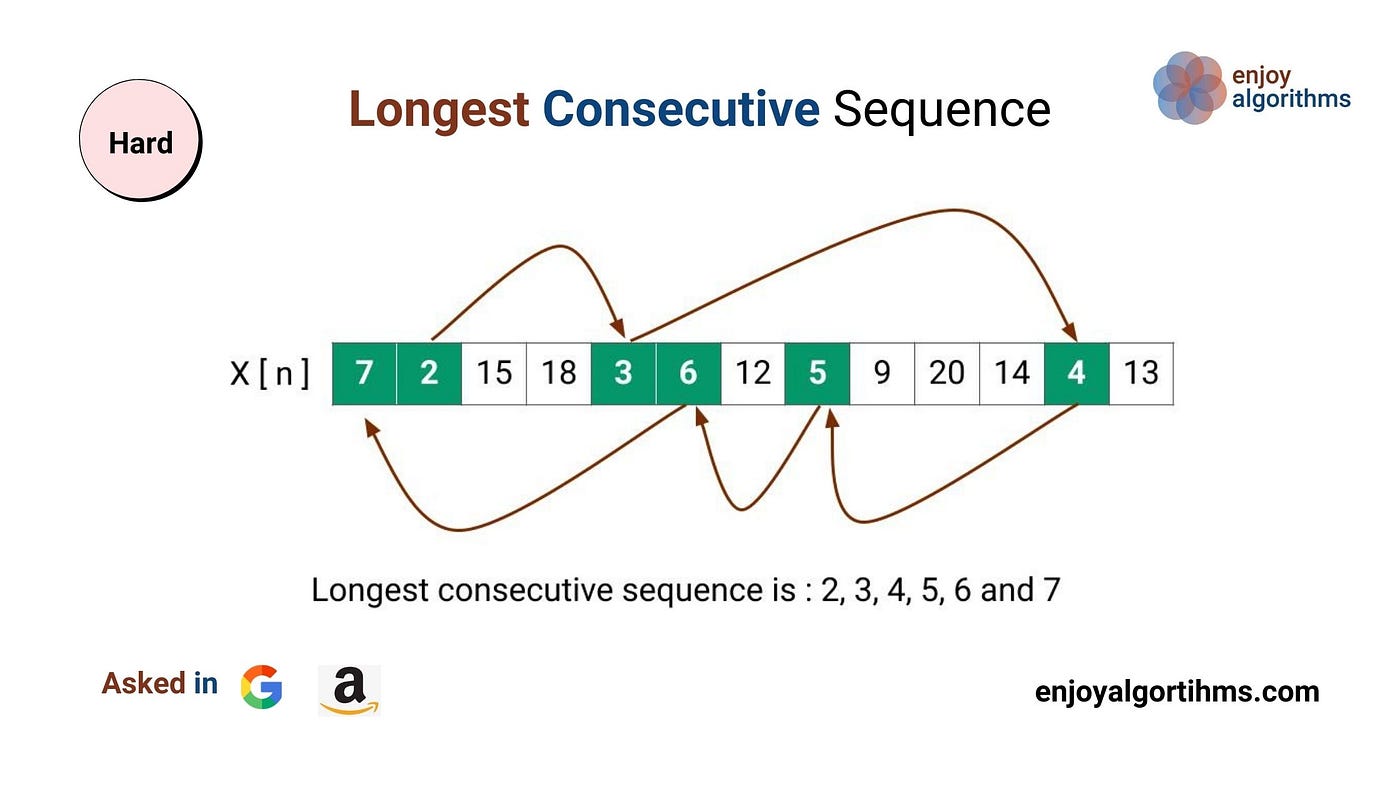 Hard
Longest Consecutive Sequence
enjoy
algorithms
X [ n ] 7 2 15 18 3 6 12 5 9 20 14 4 13
Longest consecutive sequence is : 2, 3, 4, 5, 6 and 7
Asked in G a
enjoyalgortihms.com